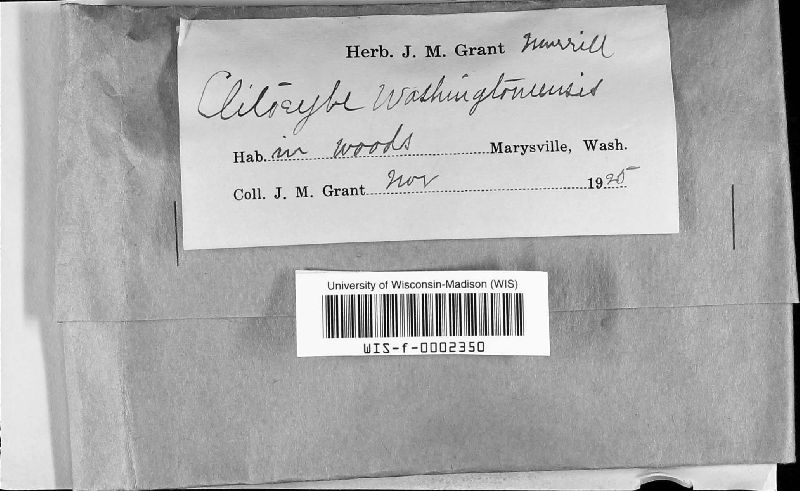 Herb. J. M. Grant Murrill
Clitocybe Washingtonensis
Hab. in woods Marysville, Wash.
Coll. J. M. Grant Nov 1925
University of Wisconsin-Madison (WIS)
WIS-f-0002350